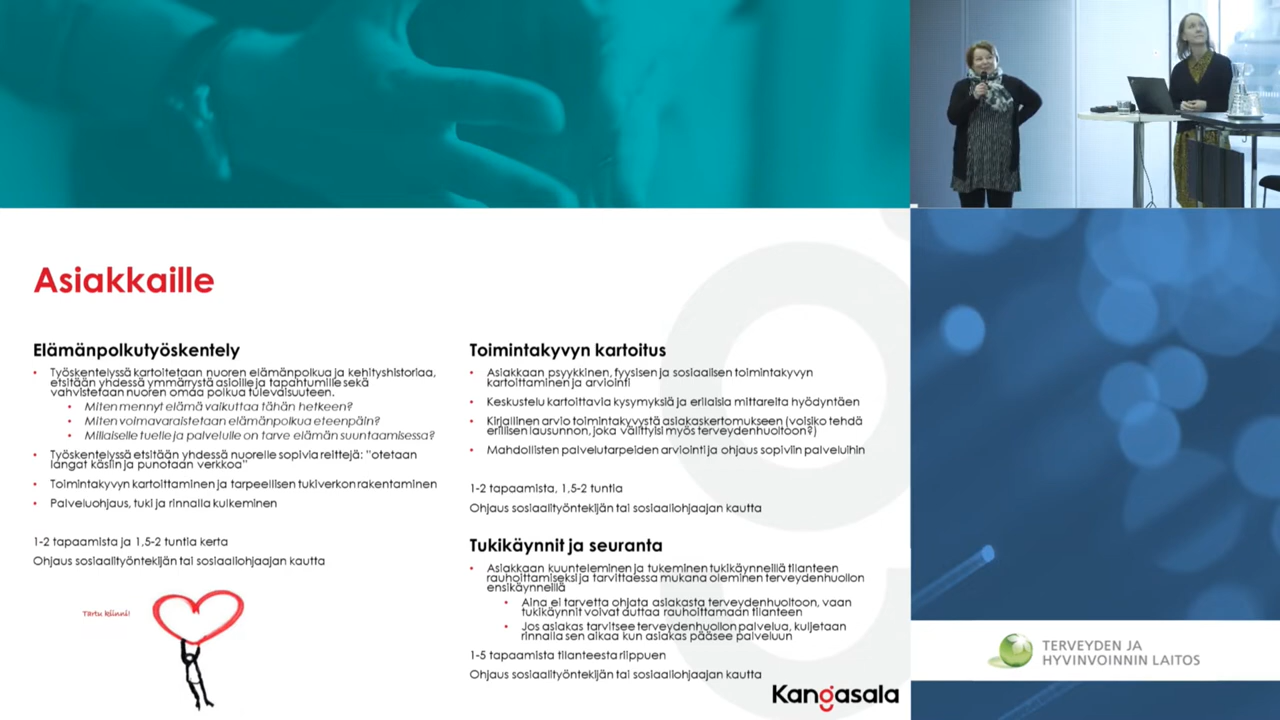 Asiakkaille
Elämänpolkutyöskentely
• Työskentelyssä kartoitetaan nuoren elämänpolkua ja kehityshistoriaa,
etsitään yhdessä ymmärrystä asioille ja tapahtumille sekä
vahvistetaan nuoren omaa polkua tulevaisuuteen.
• Miten mennyt elämä vaikuttaa tähän hetkeen?
• Miten voimavaraistetaan elämänpolkua eteenpäin?
• Millaiselle tuelle ja palvelulle on tarve elämän suuntaamisessa?
• Työskentelyssä etsitään yhdessä nuorelle sopivia reittejä: "otetaan
langat käsiin ja punotaan verkkoa"
• Toimintakyvyn kartoittaminen ja tarpeellisen tukiverkon rakentaminen
• Palveluohjaus, tuki ja rinnalla kulkeminen
1-2 tapaamista ja 1,5-2 tuntia kerta
Ohjaus sosiaalityöntekijän tai sosiaaliohjaajan kautta
Tartu kiinni!
Toimintakyvyn kartoitus
• Asiakkaan psyykkinen, fyysisen ja sosiaalisen toimintakyvyn
kartoittaminen ja arviointi
• Keskustelu kartoittavia kysymyksiä ja erilaisia mittareita hyödyntäen
• Kirjallinen arvio toimintakyvystä asiakaskertomukseen (voisiko tehdä
erillisen lausunnon, joka välittyisi myös terveydenhuoltoon?)
• Mahdollisten palvelutarpeiden arviointi ja ohjaus sopiviin palveluihin
1-2 tapaamista, 1,5-2 tuntia
Ohjaus sosiaalityöntekijän tai sosiaaliohjaajan kautta
Tukikäynnit ja seuranta
• Asiakkaan kuunteleminen ja tukeminen tukikäynneillä tilanteen
rauhoittamiseksi ja tarvittaessa mukana oleminen terveydenhuollon
ensikäynneillä
• Aina ei tarvetta ohjata asiakasta terveydenhuoltoon, vaan
tukikäynnit voivat auttaa rauhoittamaan tilanteen
• Jos asiakas tarvitsee terveydenhuollon palvelua, kuljetaan
rinnalla sen aikaa kun asiakas pääsee palveluun
1-5 tapaamista tilanteesta riippuen
Ohjaus sosiaalityöntekijän tai sosiaaliohjaajan kautta
Kangasala
TERVEYDEN JA
HYVINVOINNIN LAITOS